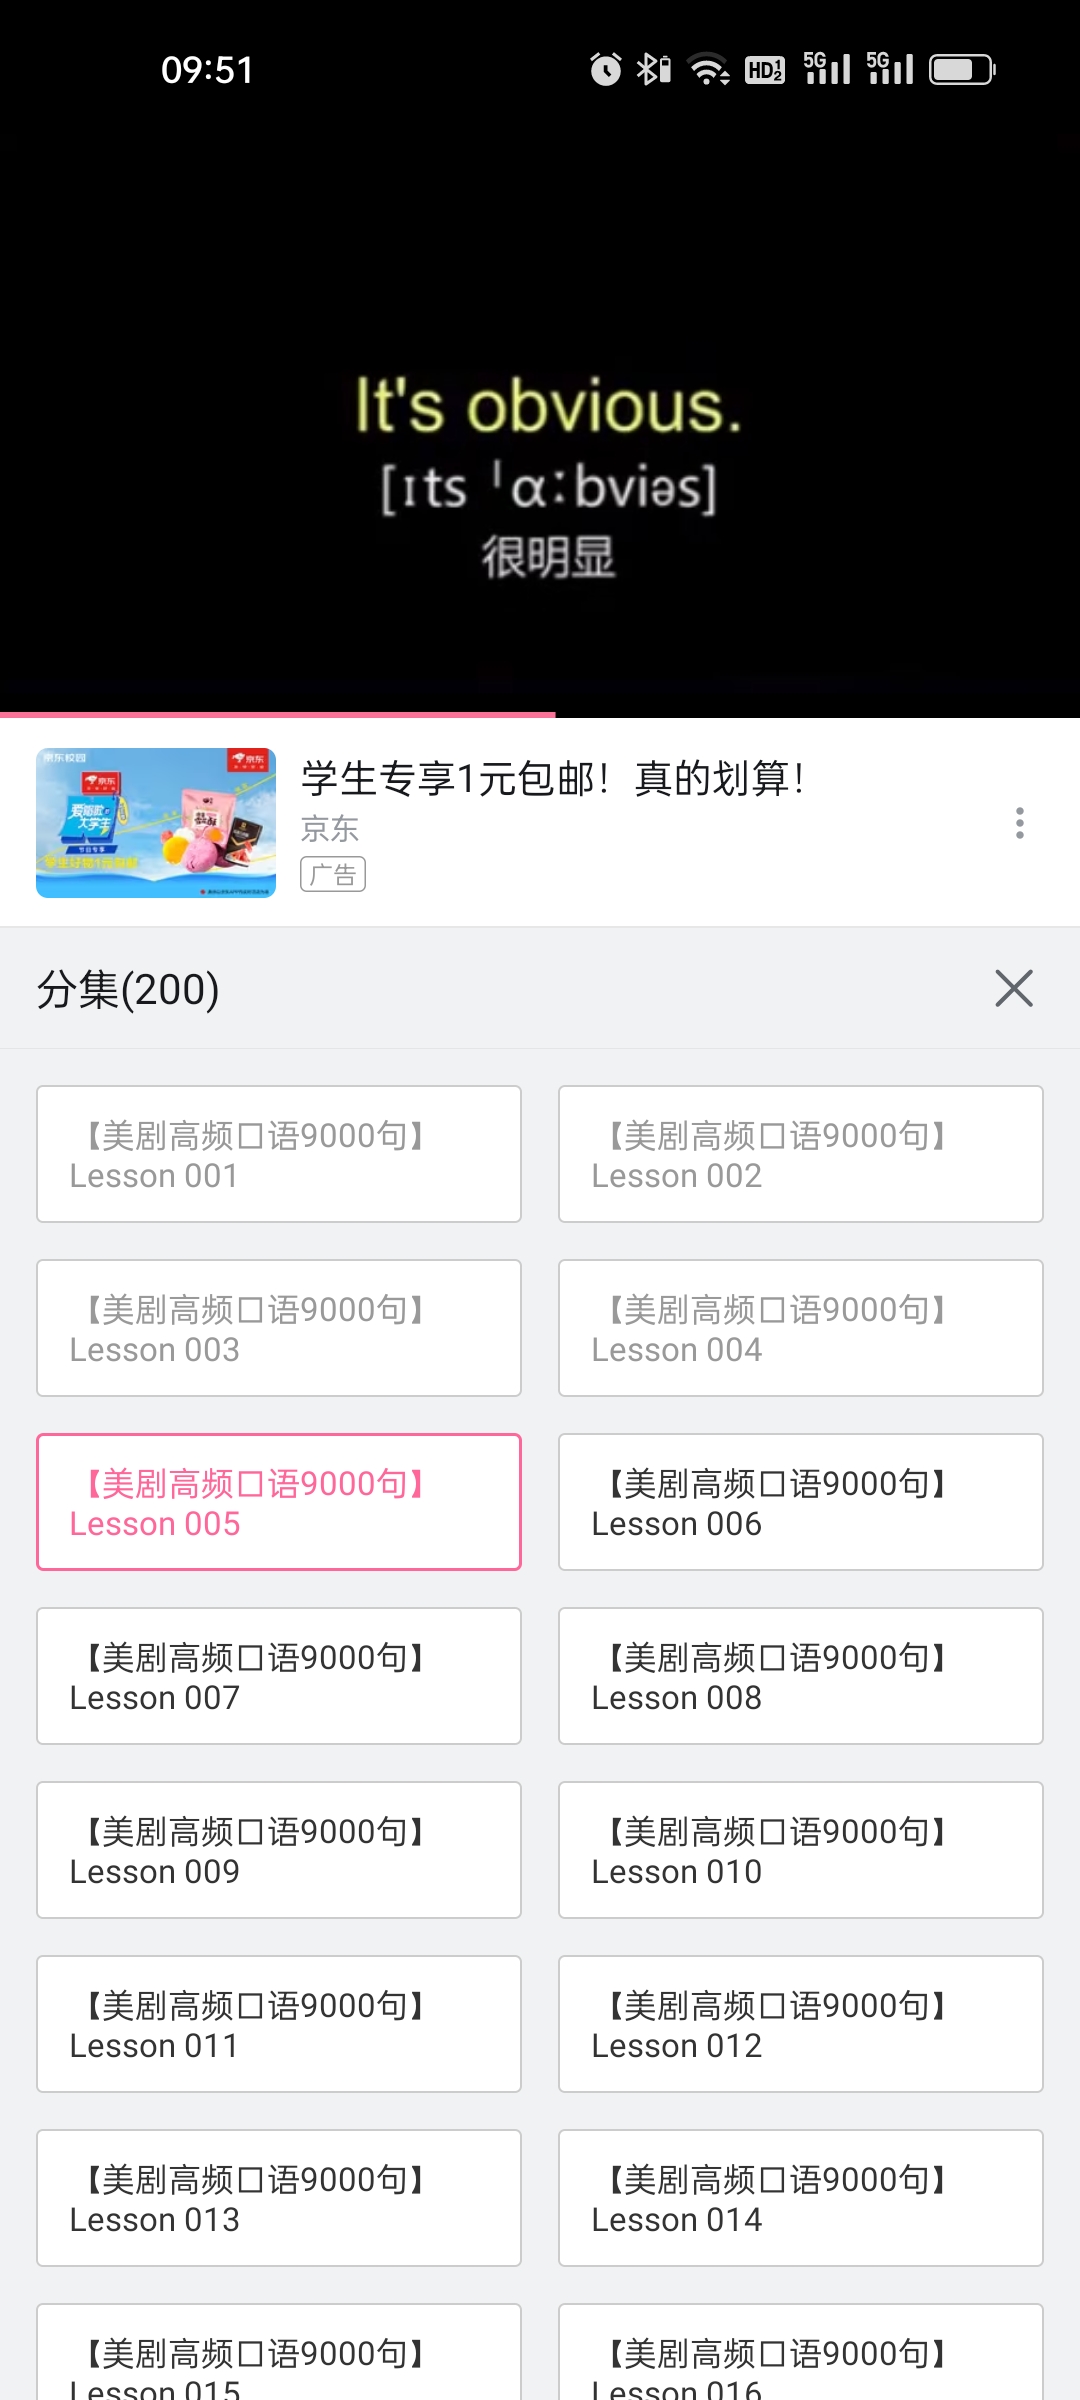 09:51
HD 1 2
5G
5G
It's obvious.
[ɪts ˈɑːbviəs]
很明显
京东校园
京东
京东
学生专享1元包邮！真的划算！
京东
广告
分集(200)
【美剧高频口语9000句】
Lesson 001
【美剧高频口语9000句】
Lesson 002
【美剧高频口语9000句】
Lesson 003
【美剧高频口语9000句】
Lesson 004
【美剧高频口语9000句】
Lesson 005
【美剧高频口语9000句】
Lesson 006
【美剧高频口语9000句】
Lesson 007
【美剧高频口语9000句】
Lesson 008
【美剧高频口语9000句】
Lesson 009
【美剧高频口语9000句】
Lesson 010
【美剧高频口语9000句】
Lesson 011
【美剧高频口语9000句】
Lesson 012
【美剧高频口语9000句】
Lesson 013
【美剧高频口语9000句】
Lesson 014
【美剧高频口语9000句】
Lesson 015
【美剧高频口语9000句】
Lesson 016